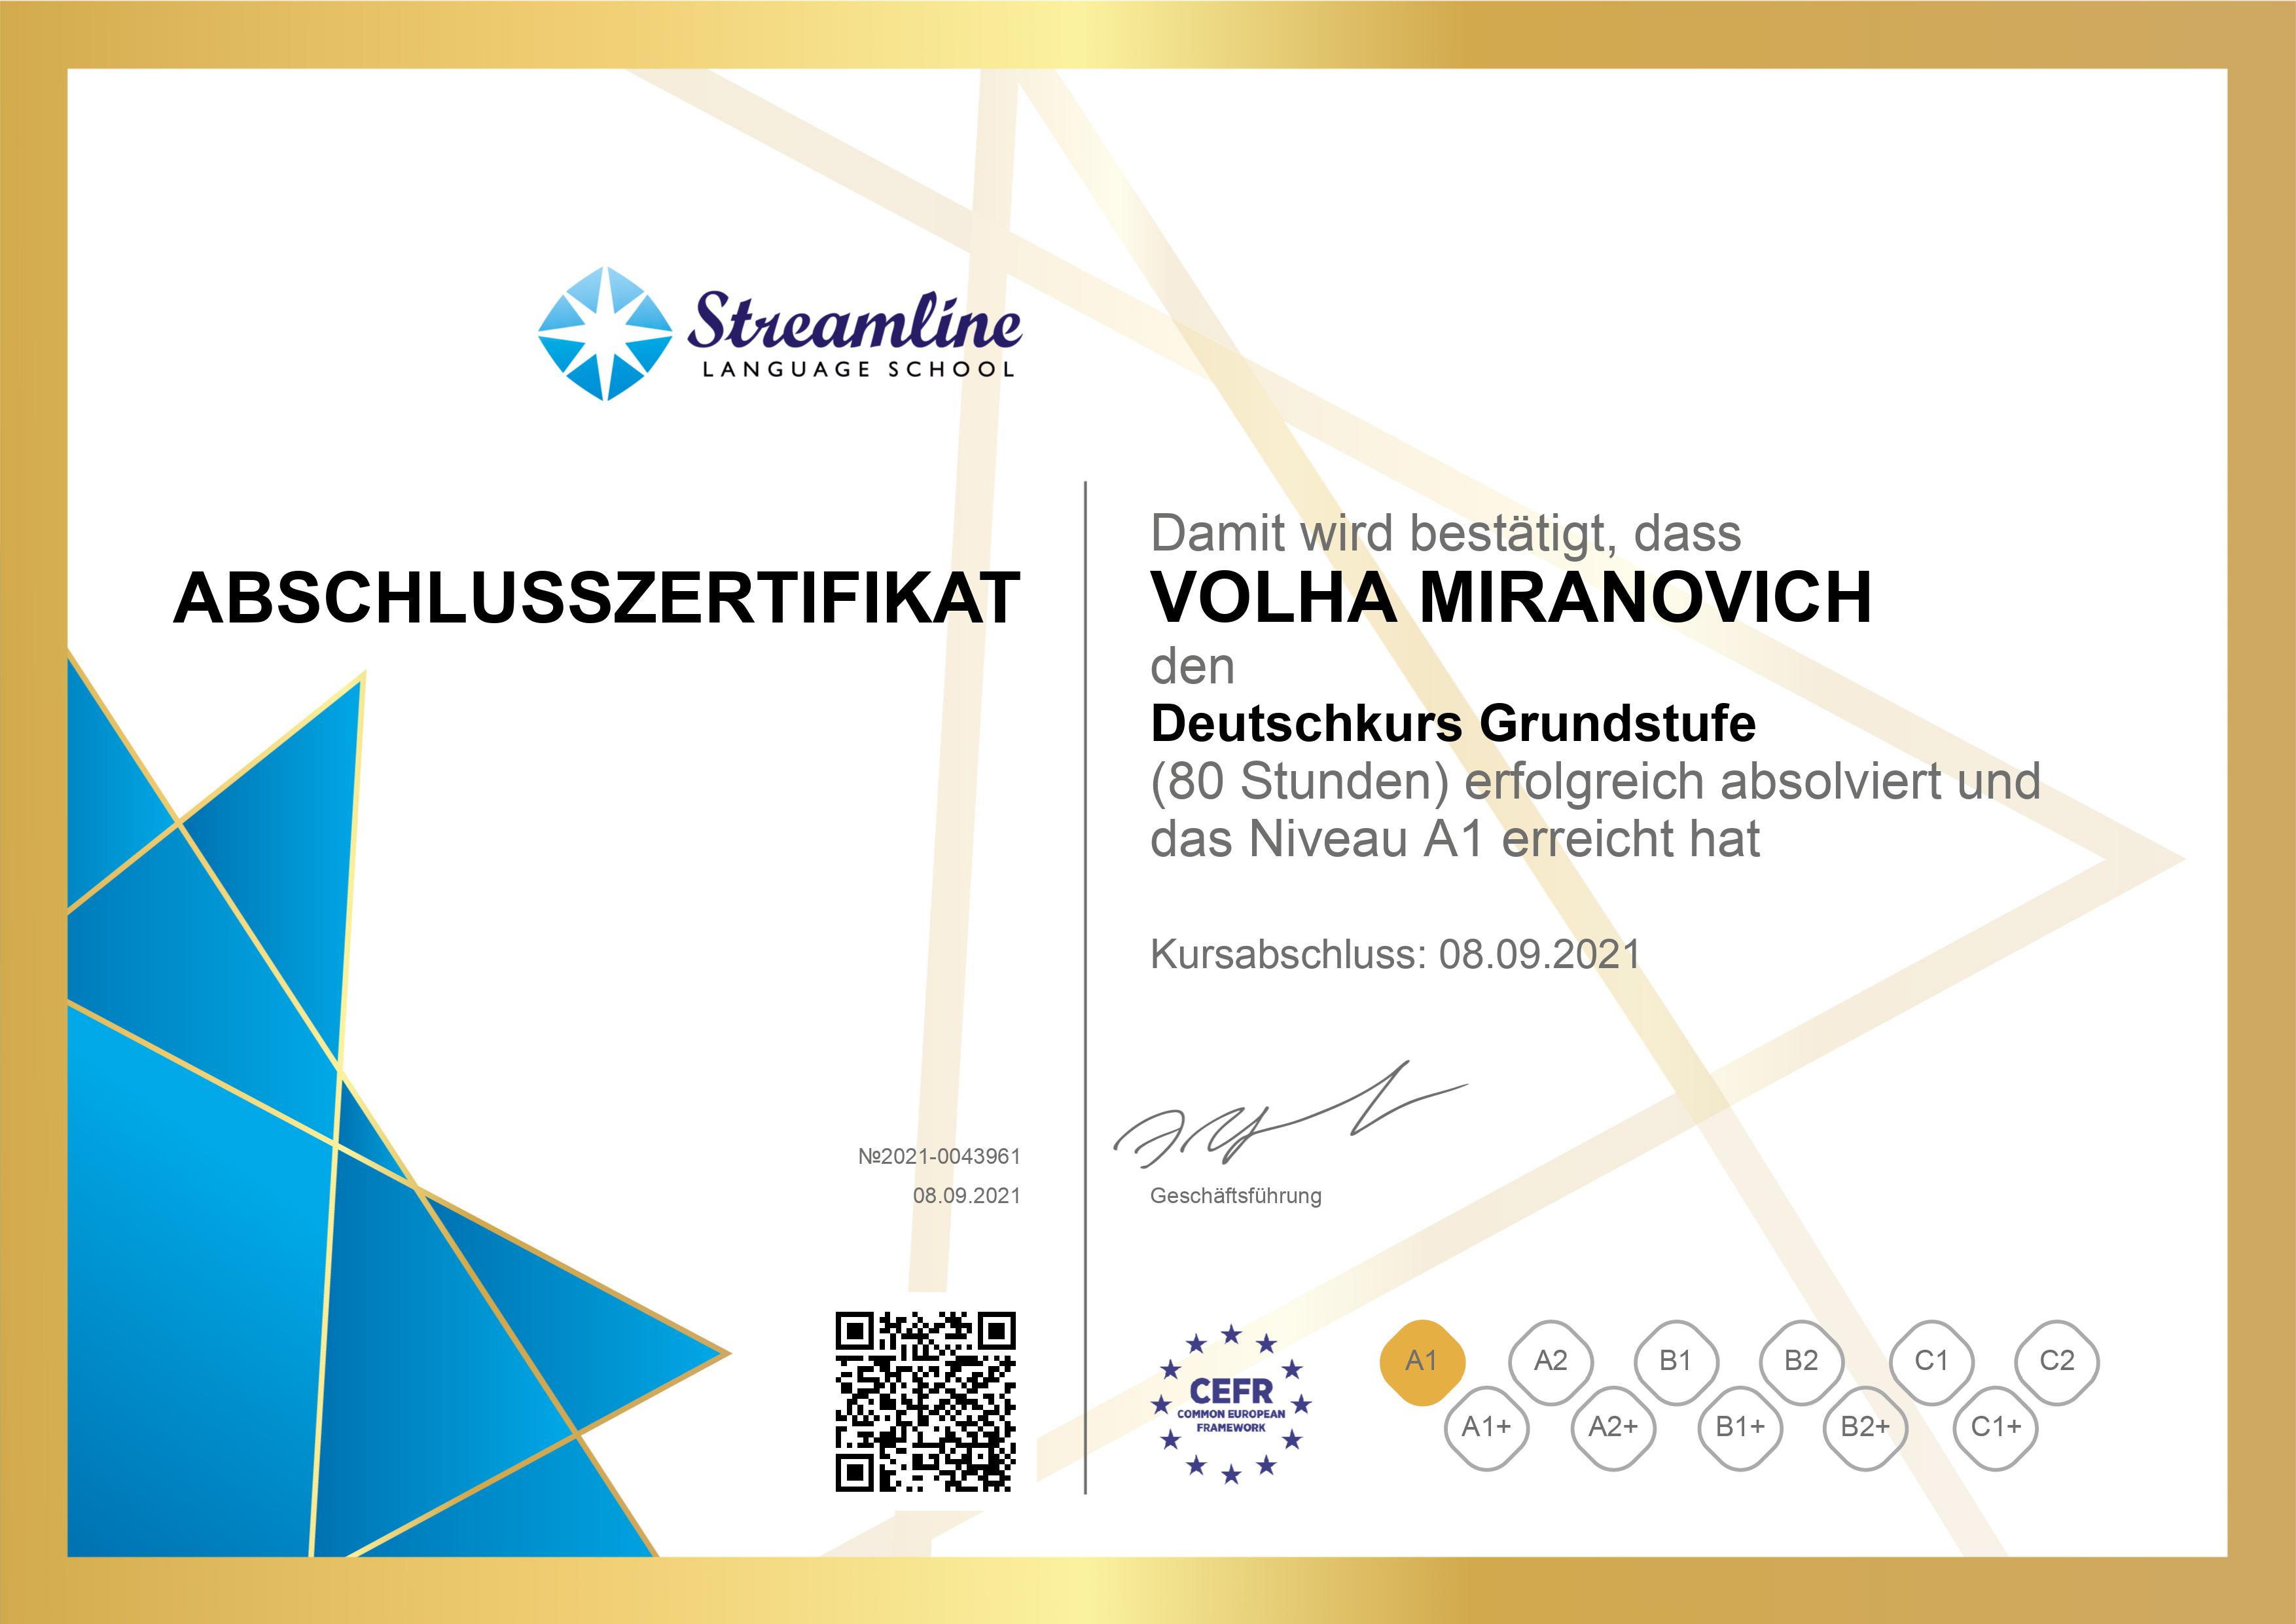 Streamline
LANGUAGE SCHOOL
ABSCHLUSSZERTIFIKAT
№2021-0043961
08.09.2021
Damit wird bestätigt, dass
VOLHA MIRANOVICH
den
Deutschkurs Grundstufe
(80 Stunden) erfolgreich absolviert und
das Niveau A1 erreicht hat
Kursabschluss: 08.09.2021
Geschäftsführung
CEFR
COMMON EUROPEAN
FRAMEWORK
A1 A2 B1 B2 C1 C2
A1+ A2+ B1+ B2+ C1+